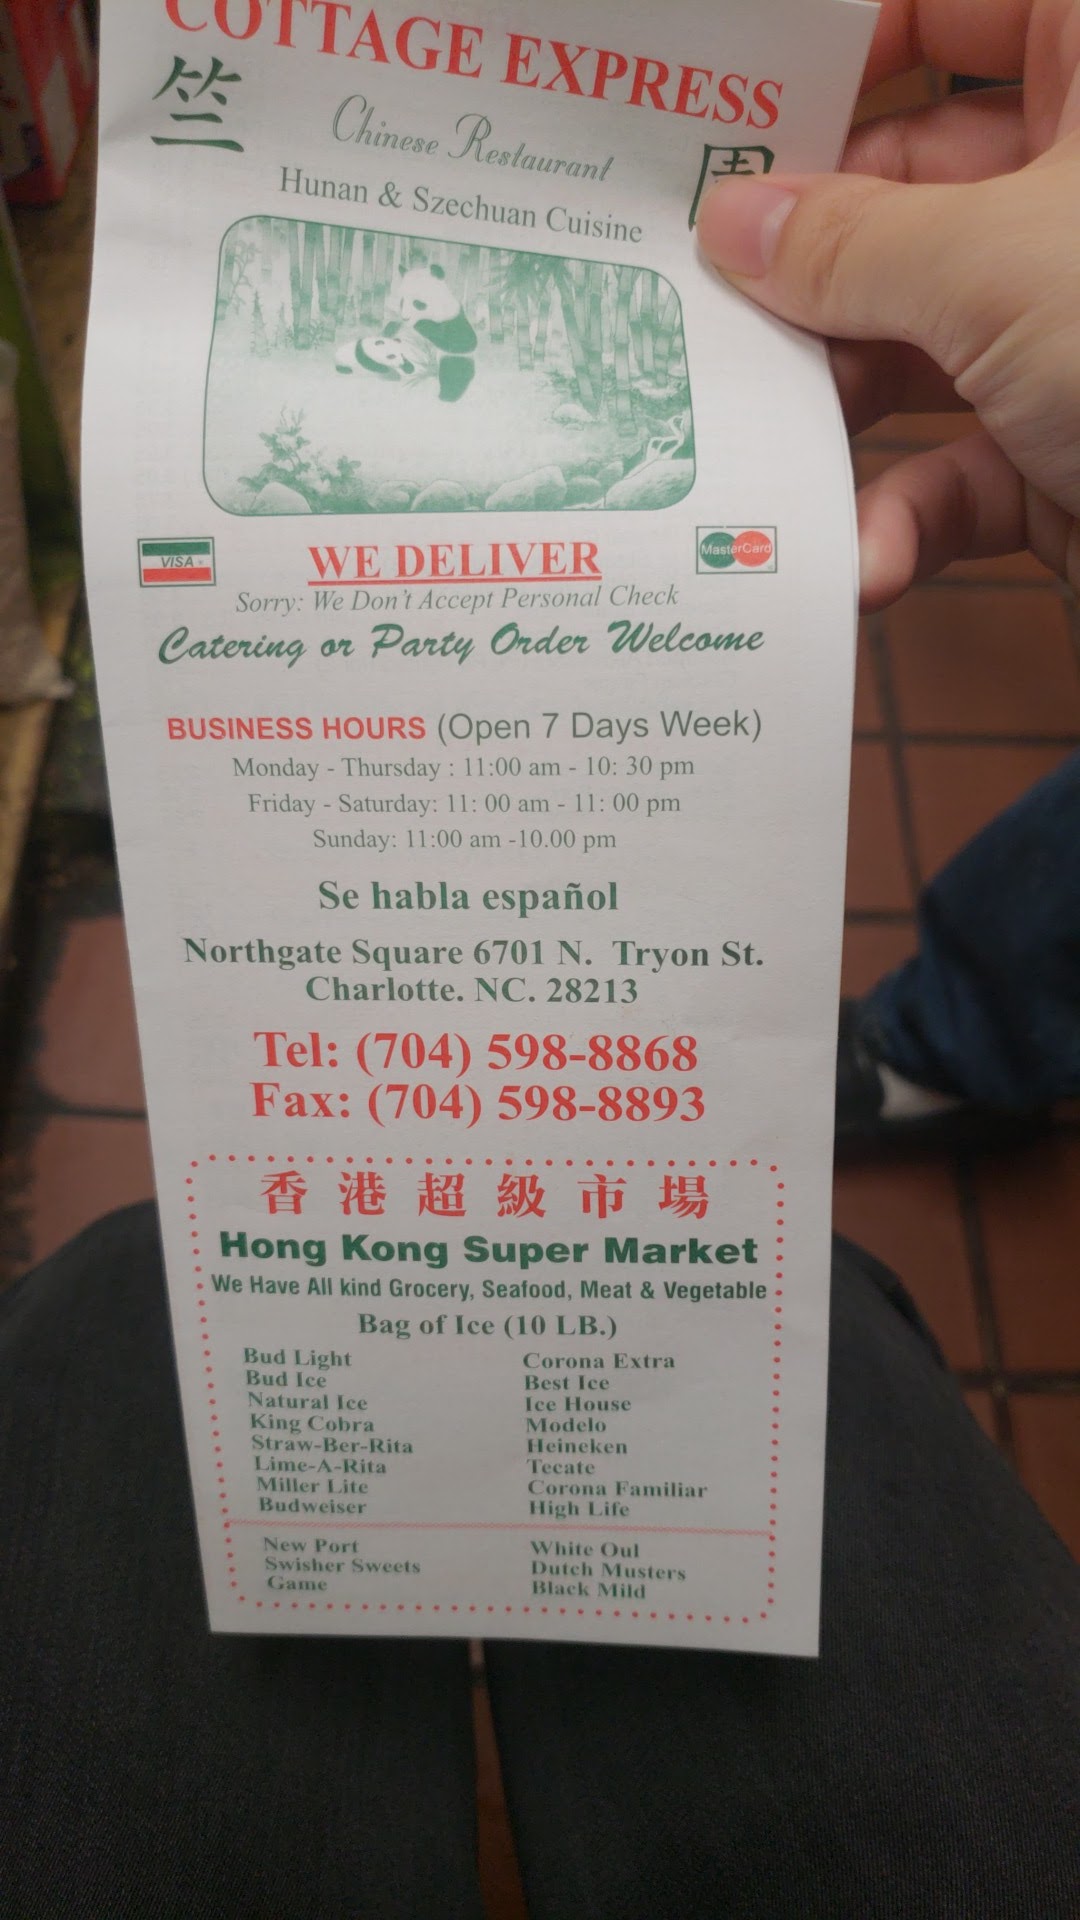 COTTAGE EXPRESS
竺 園
Chinese Restaurant
Hunan & Szechuan Cuisine
VISA
WE DELIVER
MasterCard
Sorry: We Don't Accept Personal Check
Catering or Party Order Welcome
BUSINESS HOURS (Open 7 Days Week)
Monday - Thursday : 11:00 am - 10: 30 pm
Friday - Saturday: 11: 00 am - 11: 00 pm
Sunday: 11:00 am -10.00 pm
Se habla español
Northgate Square 6701 N. Tryon St.
Charlotte. NC. 28213
Tel: (704) 598-8868
Fax: (704) 598-8893
香港超級市場
Hong Kong Super Market
We Have All kind Grocery, Seafood, Meat & Vegetable
Bag of Ice (10 LB.)
Bud Light Corona Extra
Bud Ice Best Ice
Natural Ice Ice House
King Cobra Modelo
Straw-Ber-Rita Heineken
Lime-A-Rita Tecate
Miller Lite Corona Familiar
Budweiser High Life
New Port White Oul
Swisher Sweets Dutch Musters
Game Black Mild